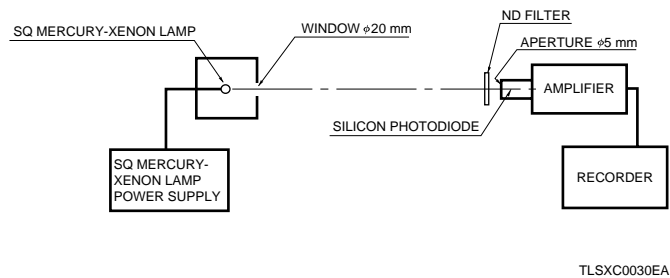 ND FILTER
SQ MERCURY-XENON LAMP
WINDOW φ20 mm
APERTURE φ5 mm
AMPLIFIER
SILICON PHOTODIODE
SQ MERCURY-
XENON LAMP
POWER SUPPLY
RECORDER
TLSXC0030EA